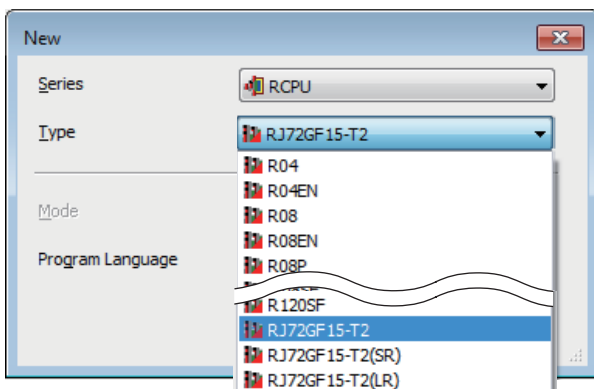 New
Series RCPU
Type RJ72GF15-T2
R04
R04EN
R08
Mode
R08EN
Program Language
R08P
R120SF
RJ72GF15-T2
RJ72GF15-T2(SR)
RJ72GF15-T2(LR)